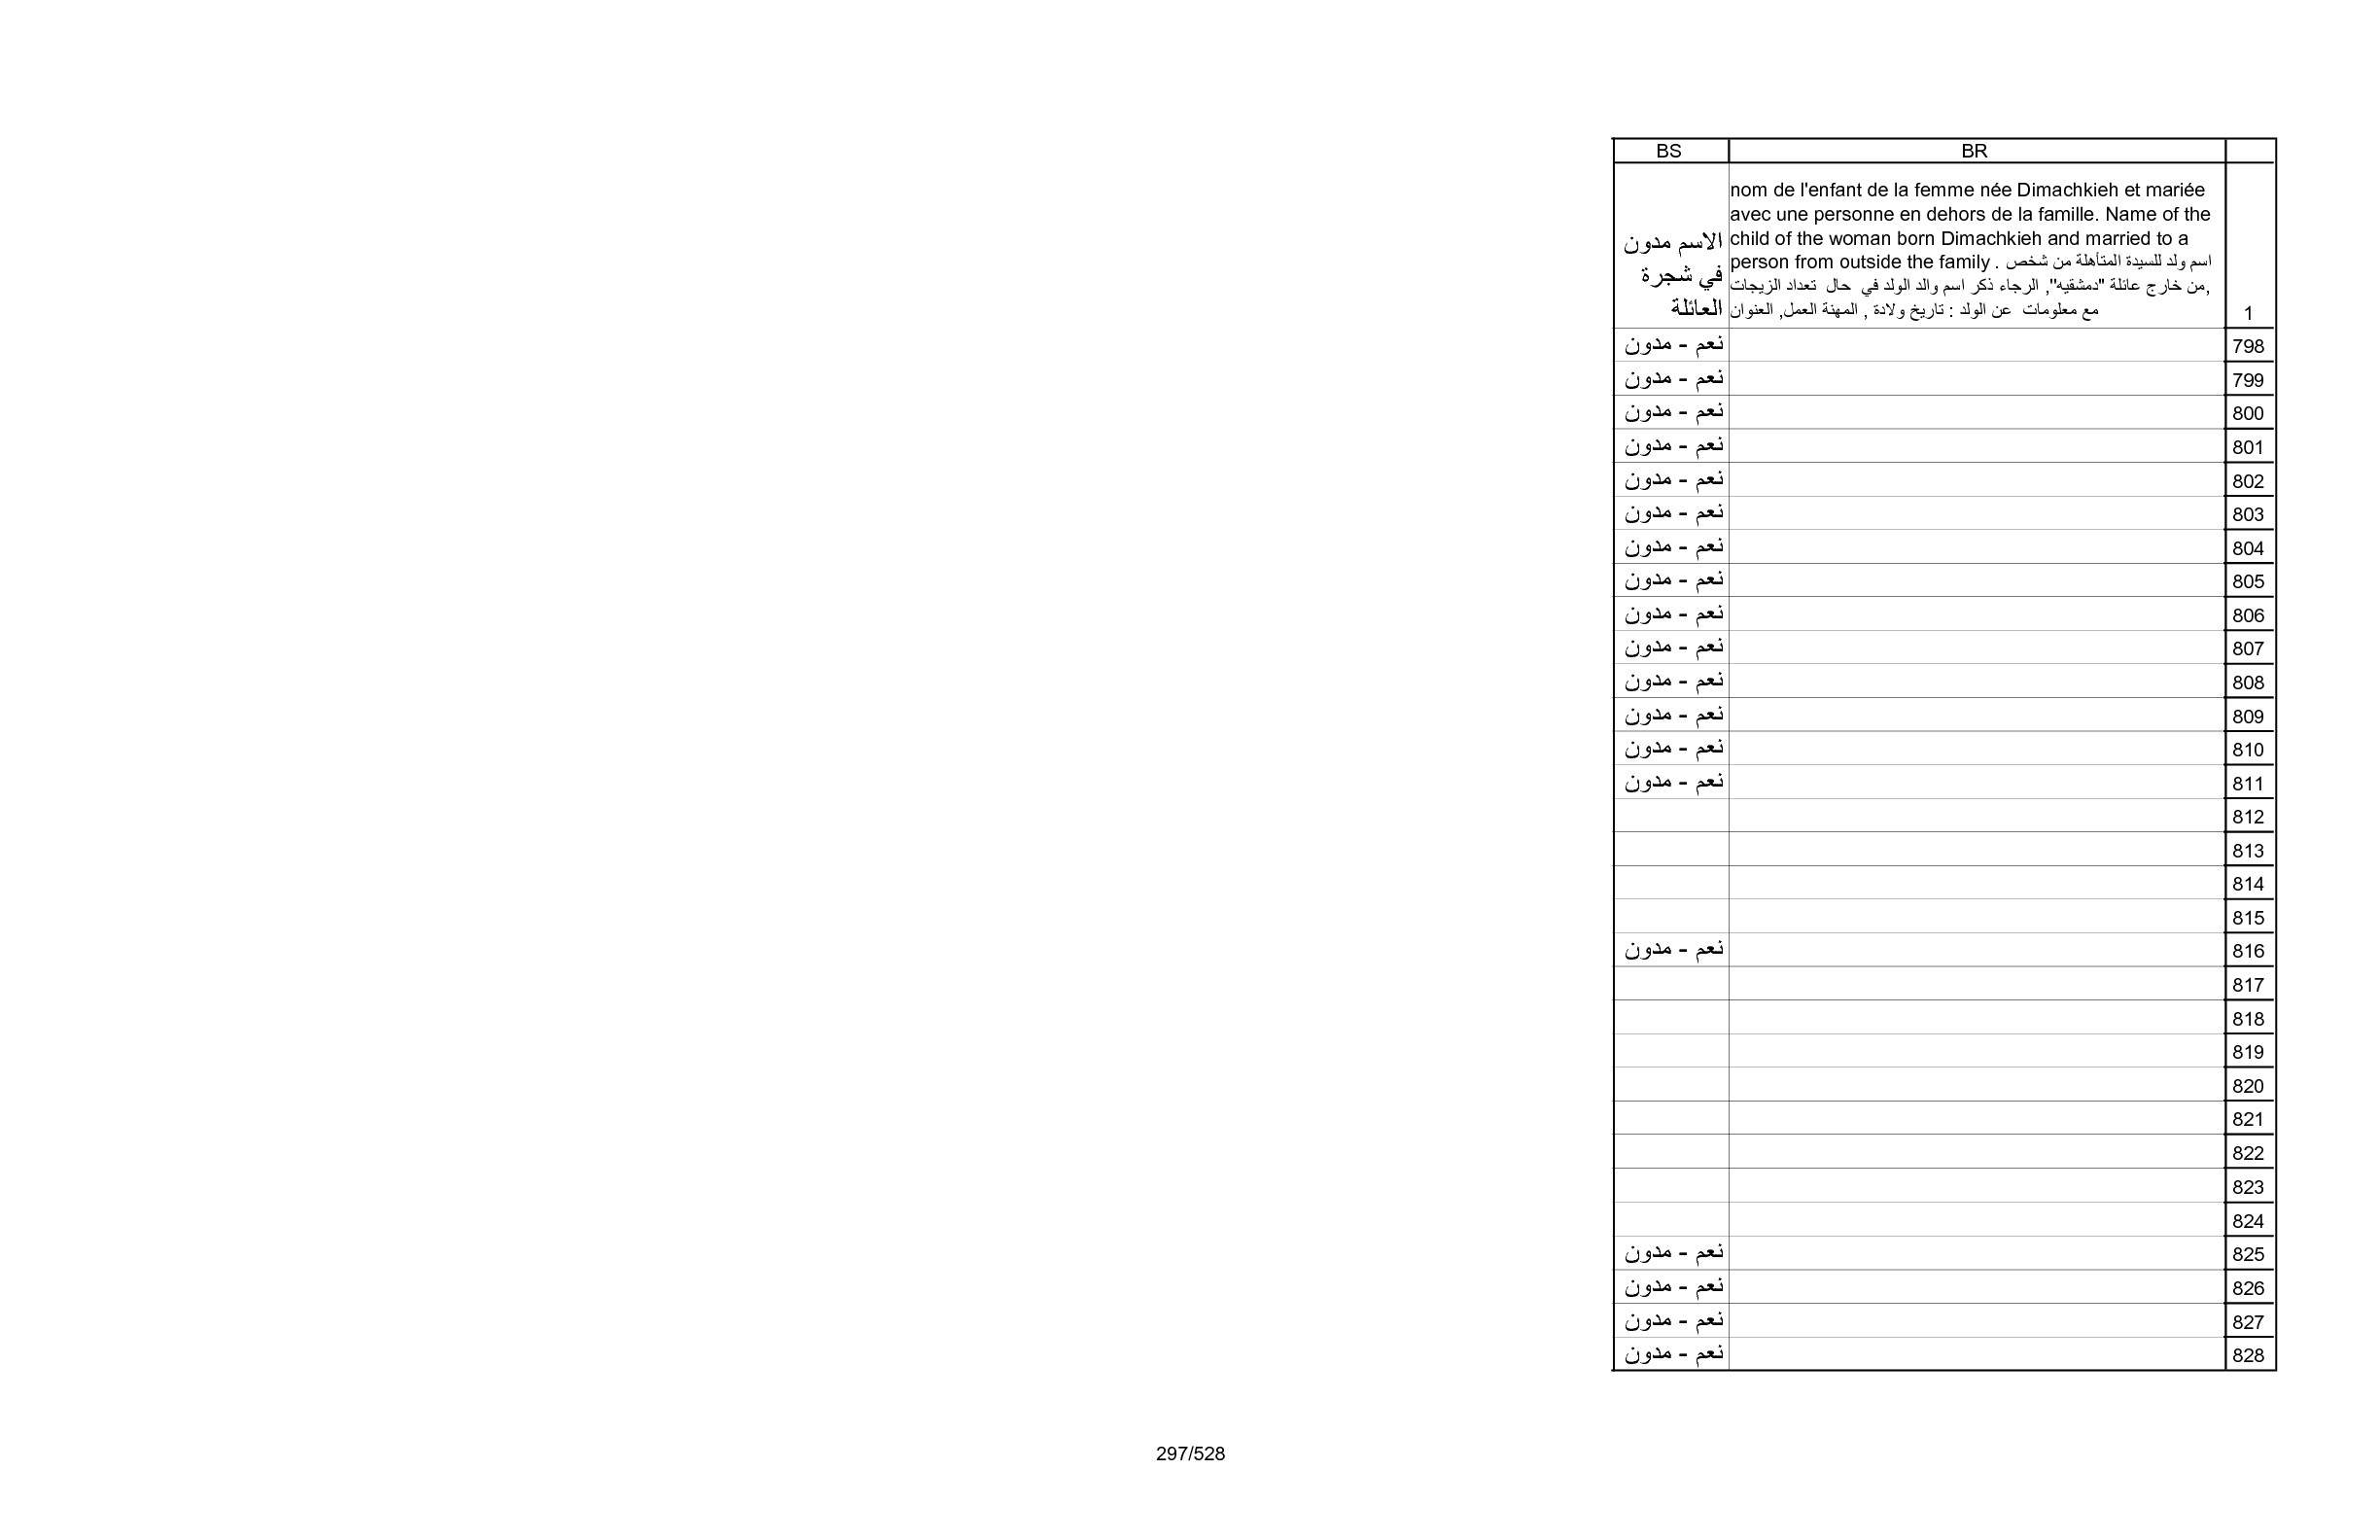 BS BR
nom de l'enfant de la femme née Dimachkieh et mariée
avec une personne en dehors de la famille. Name of the
child of the woman born Dimachkieh and married to a
person from outside the family . اسم ولد للسيدة المتأهلة من شخص
من خارج عائلة "دمشقيه", الرجاء ذكر اسم والد الولد في حال تعداد الزيجات,
مع معلومات عن الولد : تاريخ ولادة , المهنة العمل, العنوان
الاسم مدون
في شجرة
العائلة
1
نعم - مدون 798
نعم - مدون 799
نعم - مدون 800
نعم - مدون 801
نعم - مدون 802
نعم - مدون 803
نعم - مدون 804
نعم - مدون 805
نعم - مدون 806
نعم - مدون 807
نعم - مدون 808
نعم - مدون 809
نعم - مدون 810
نعم - مدون 811
812
813
814
815
نعم - مدون 816
817
818
819
820
821
822
823
824
نعم - مدون 825
نعم - مدون 826
نعم - مدون 827
نعم - مدون 828
297/528